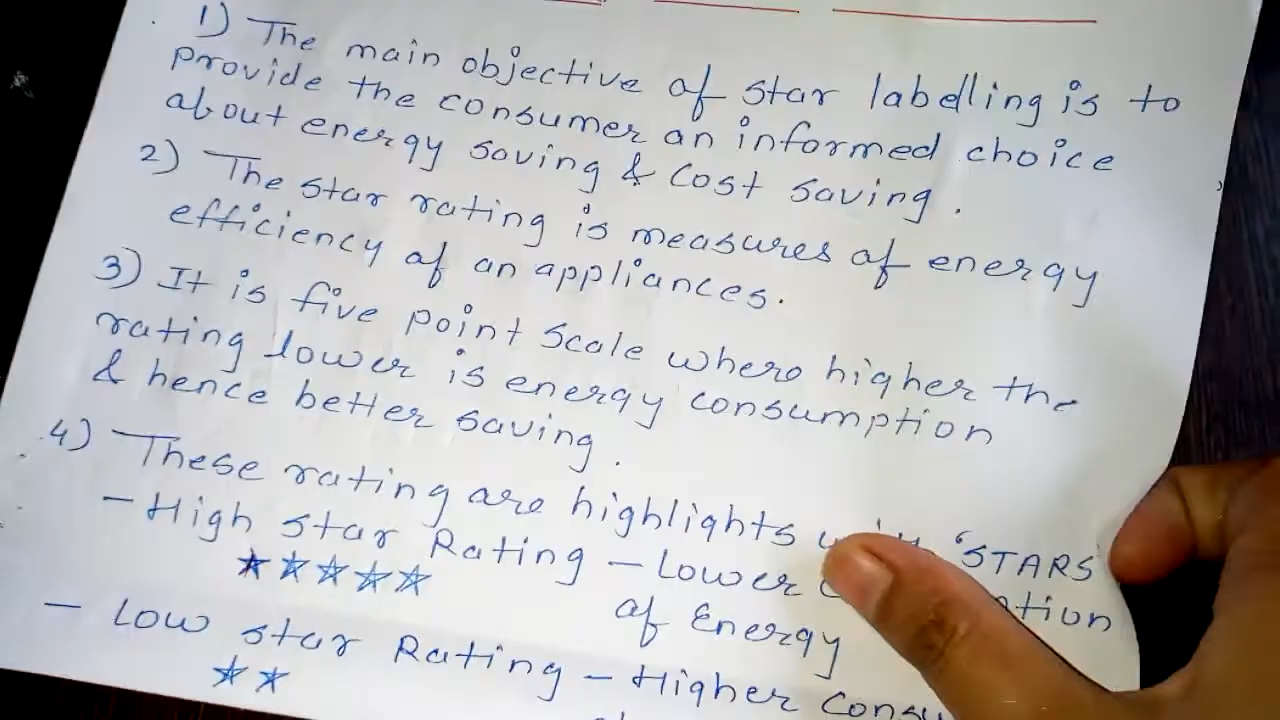 1) The main objective of star labelling is to
provide the consumer an informed choice
about energy saving & Cost saving.
2) The star rating is measures of energy
efficiency of an appliances.
3) It is five point scale where higher the
rating lower is energy consumption
& hence better saving.
4) These rating are highlights 'STARS
- High star Rating - Lower
of Energy
- Low star Rating - Higher